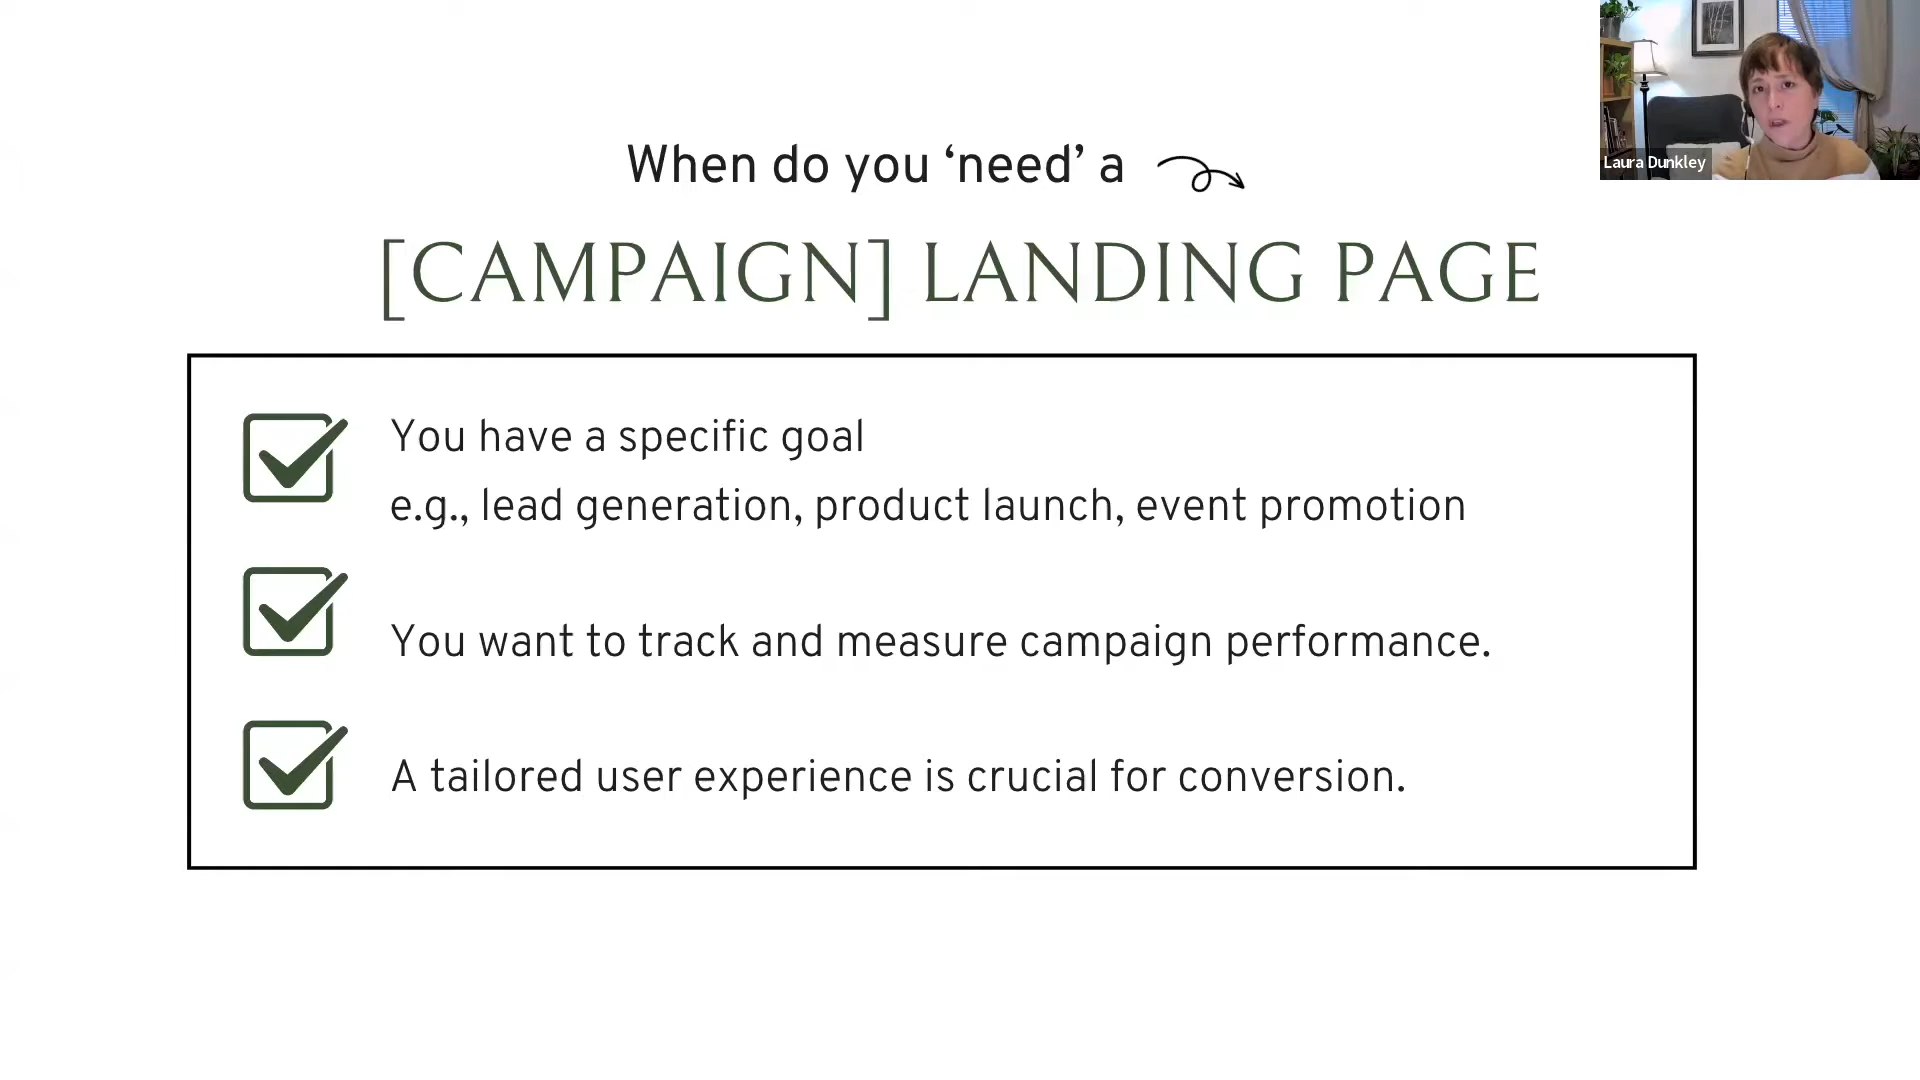 When do you ‘need’ a
[CAMPAIGN] LANDING PAGE
You have a specific goal
e.g., lead generation, product launch, event promotion
You want to track and measure campaign performance.
A tailored user experience is crucial for conversion.
Laura Dunkley